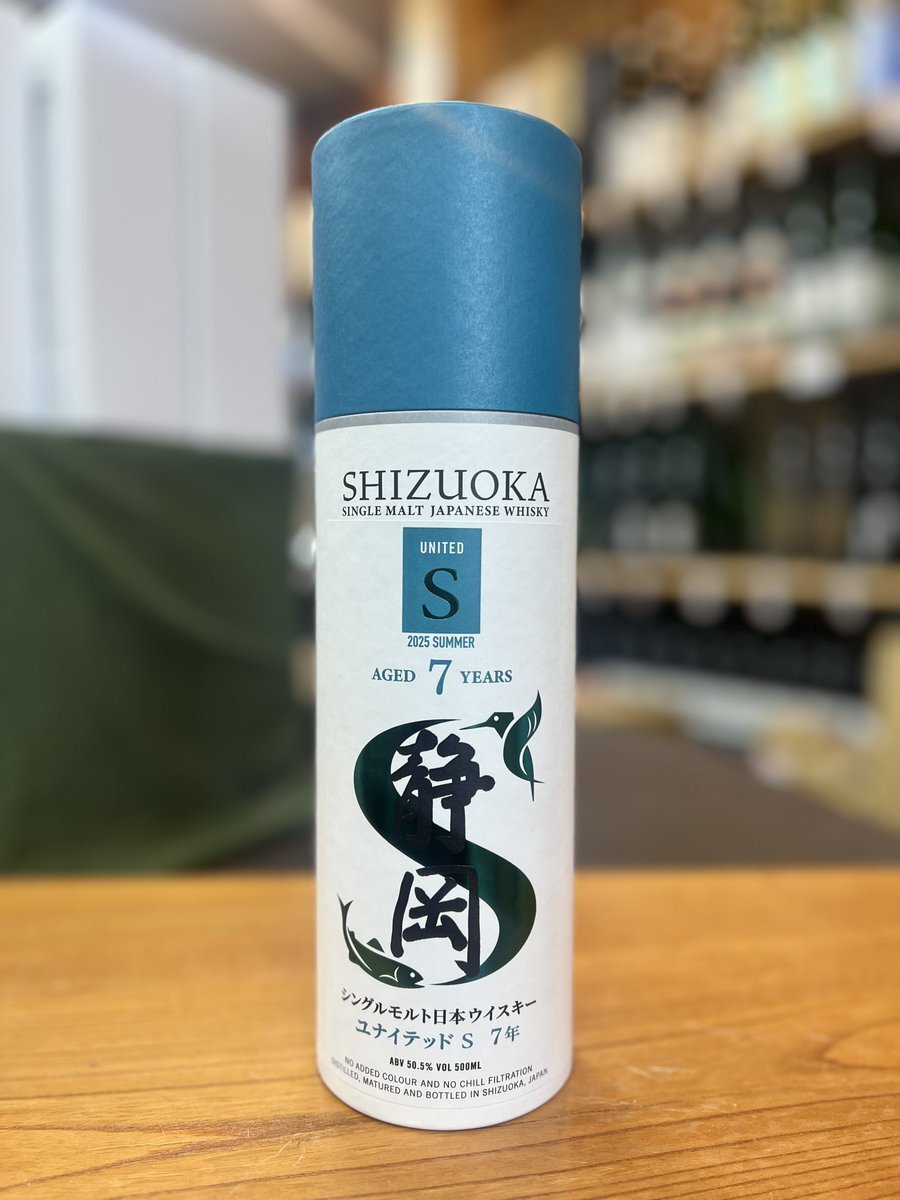 SHIZUOKA
SINGLE MALT JAPANESE WHISKY
UNITED
S
2025 SUMMER
AGED 7 YEARS
静岡
シングルモルト日本ウイスキー
ユナイテッド S 7年
ABV 50.5% VOL 500ML
NO ADDED COLOUR AND NO CHILL FILTRATION
DISTILLED, MATURED AND BOTTLED IN SHIZUOKA, JAPAN